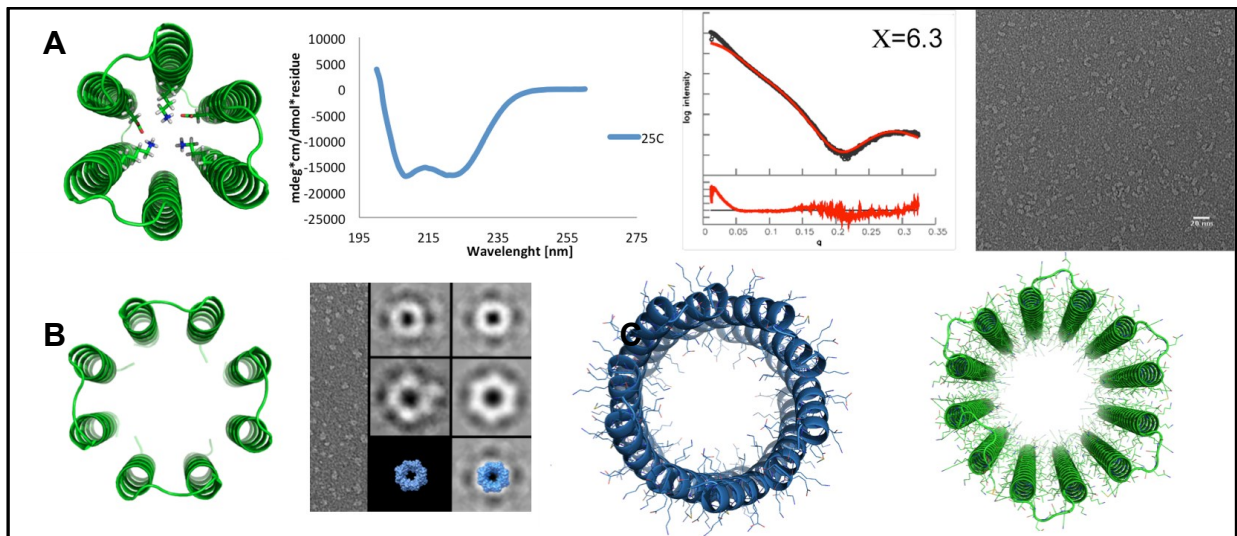 A
10000
5000
0
-5000
-10000
-15000
-20000
-25000
mdeg*cm/dmol*residue
195
215
235
255
275
Wavelenght [nm]
25C
X=6.3
log intensity
0
0.05
0.1
0.15
0.2
0.25
0.3
0.35
q
20 nm
B
C